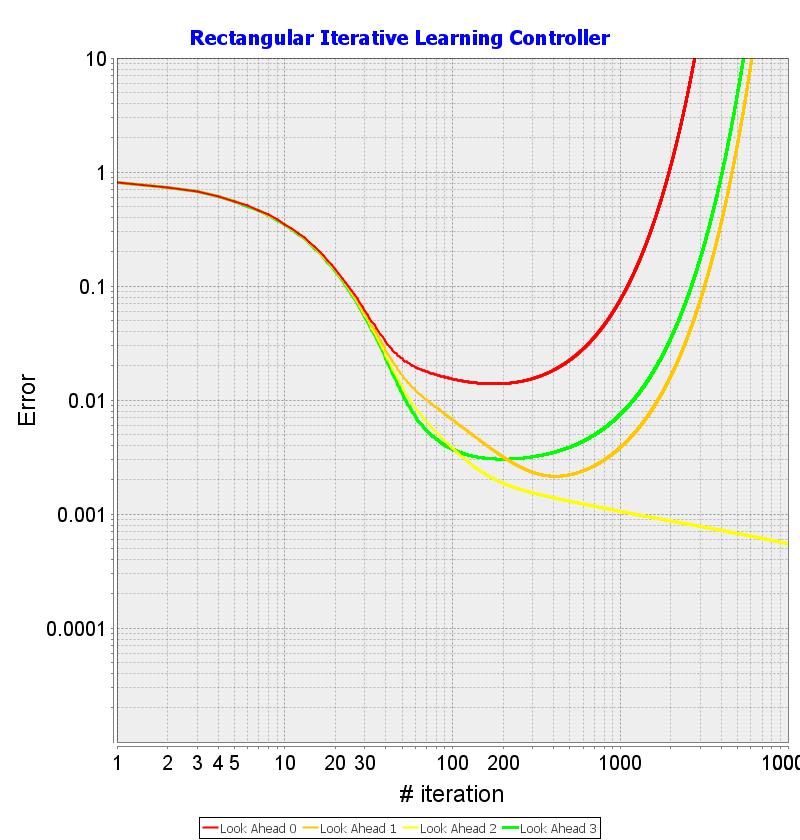 Rectangular Iterative Learning Controller
10
1
0.1
0.01
0.001
0.0001
Error
1 2 3 4 5 10 20 30 100 200 1000 1000
# iteration
Look Ahead 0 Look Ahead 1 Look Ahead 2 Look Ahead 3